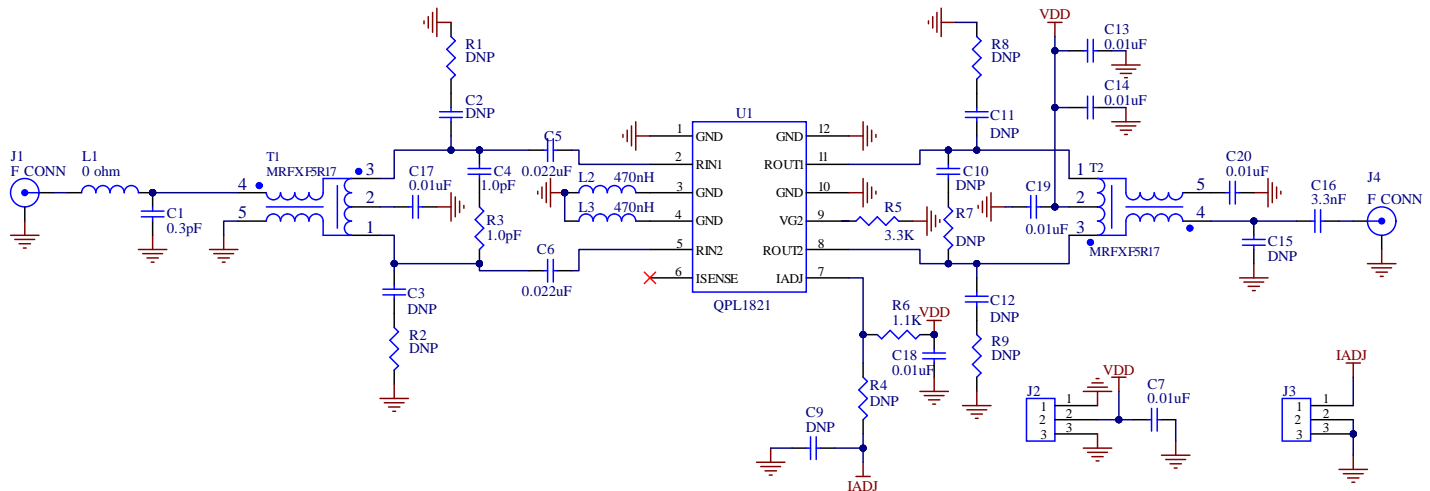 J1
F CONN
L1
0 ohm
C1
0.3pF
T1
MRFXF5R17
4
5
3
2
1
R1
DNP
C2
DNP
C17
0.01uF
C4
1.0pF
R3
1.0pF
C5
0.022uF
C6
0.022uF
C3
DNP
R2
DNP
L2
470nH
L3
470nH
U1
1
GND
2
RIN1
3
GND
4
GND
5
RIN2
6
ISENSE
GND
12
ROUT1
11
GND
10
VG2
9
ROUT2
8
IADJ
7
QPL1821
R5
3.3K
R8
DNP
C11
DNP
C10
DNP
R7
DNP
C12
DNP
R9
DNP
R6
1.1K
VDD
C18
0.01uF
R4
DNP
C9
DNP
IADJ
VDD
C13
0.01uF
C14
0.01uF
C19
0.01uF
T2
MRFXF5R17
1
2
3
5
4
C20
0.01uF
C16
3.3nF
C15
DNP
J4
F CONN
J2
1
2
3
1
2
3
VDD
C7
0.01uF
J3
1
2
3
1
2
3
IADJ